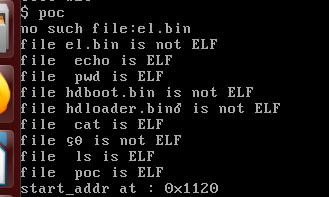 $ poc
no such file:el.bin
file el.bin is not ELF
file  echo is ELF
file  pwd is ELF
file hdboot.bin is not ELF
file hdloader.bin♂ is not ELF
file  cat is ELF
file is not ELF
file  ls is ELF
file  poc is ELF
start_addr at : 0x1120